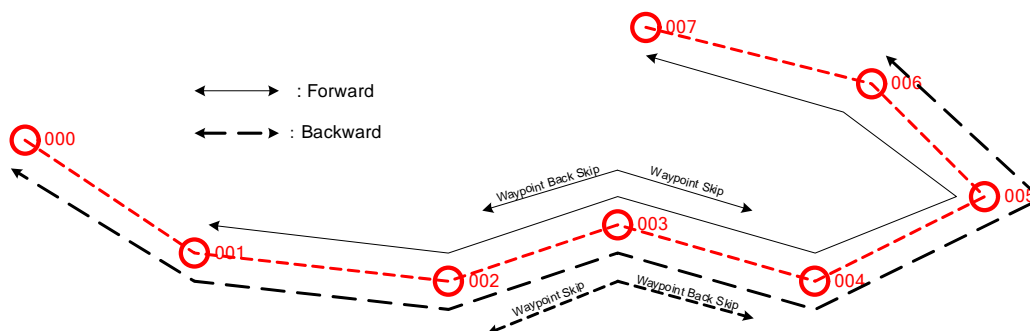 007
: Forward
006
: Backward
000
Waypoint Back Skip
Waypoint Skip
005
003
001
002
004
Waypoint Skip
Waypoint Back Skip